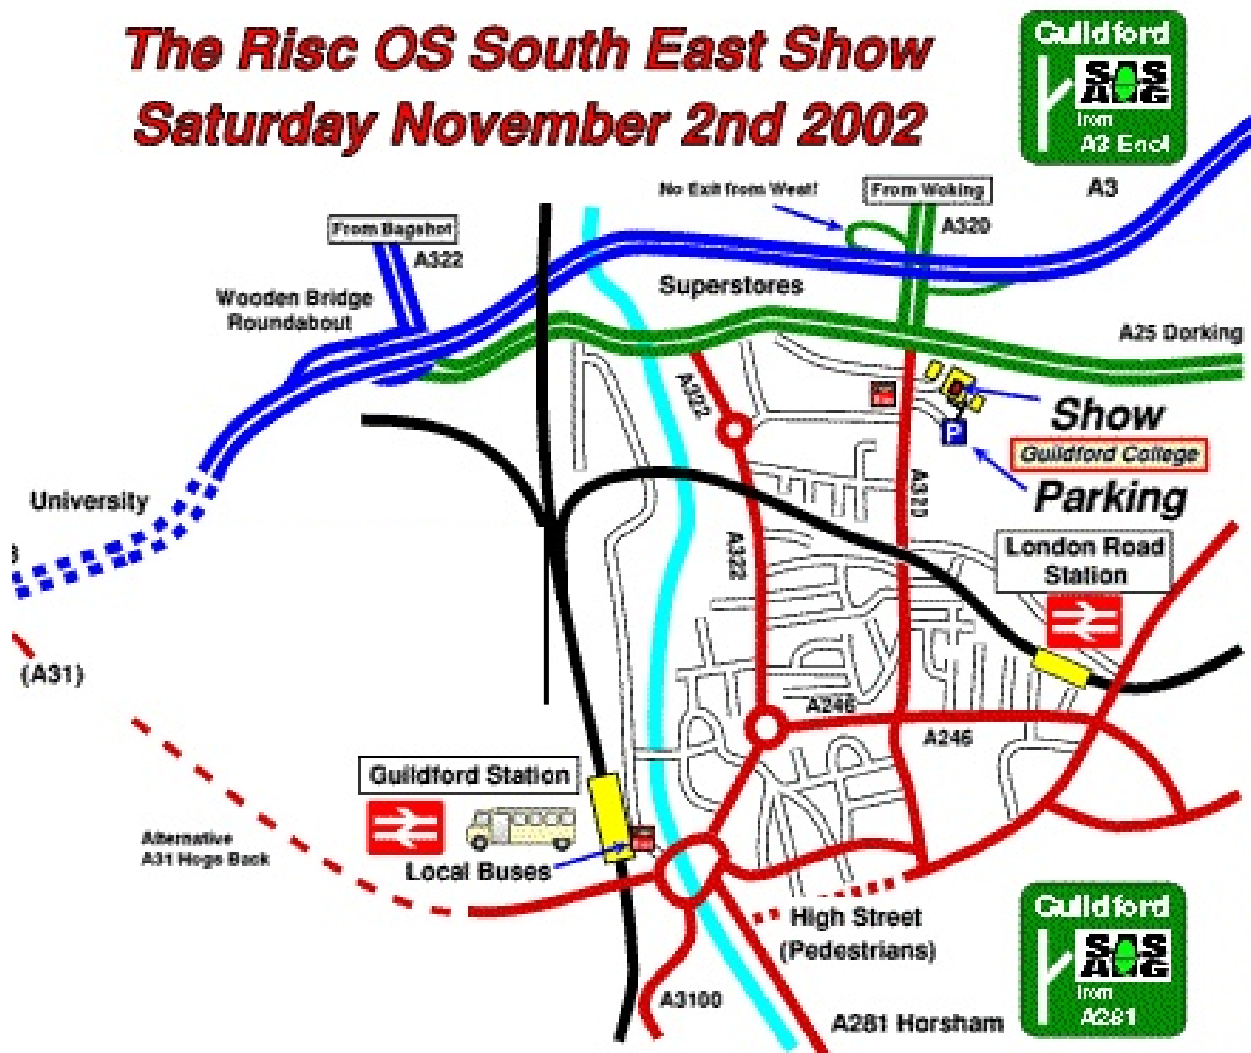 The Risc OS South East Show
Saturday November 2nd 2002
Guildford
SAS
AUG
from
A3 End
A3
No Exit from West!
From Woking
A320
From Bagshot
A322
Wooden Bridge
Roundabout
Superstores
A25 Dorking
A322
Show
Guildford College
Parking
P
A320
University
London Road
Station
A322
(A31)
A246
A246
Guildford Station
Alternative
A31 Hogs Back
Local Buses
High Street
(Pedestrians)
Guildford
from
A281
A3100
A281 Horsham